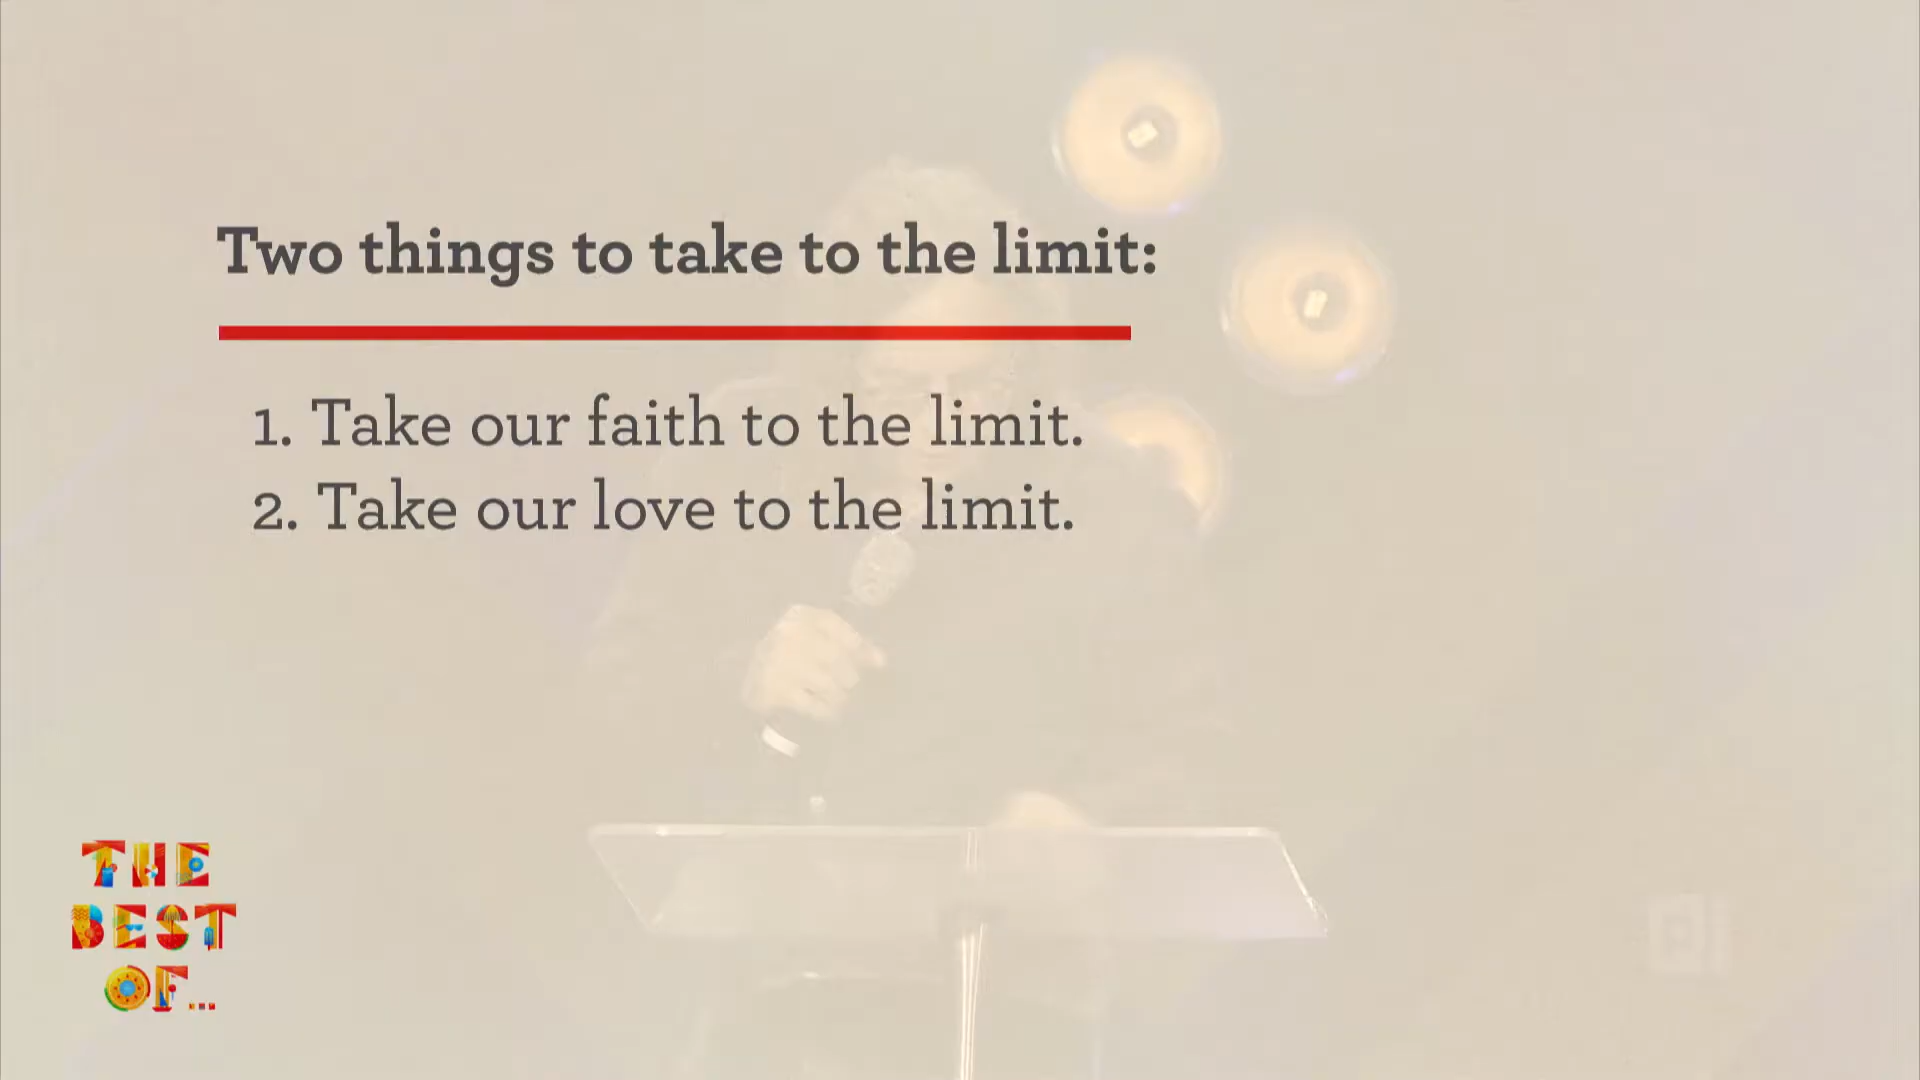 Two things to take to the limit:
1. Take our faith to the limit.
2. Take our love to the limit.
THE
BEST
OF...